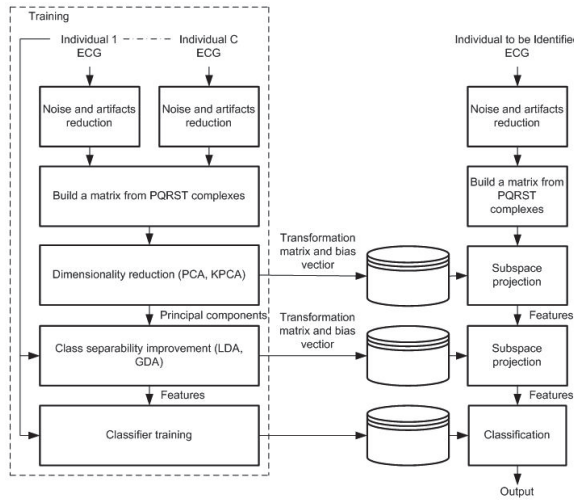 Training
Individual 1
ECG
Individual C
ECG
Individual to be Identified
ECG
Noise and artifacts
reduction
Noise and artifacts
reduction
Noise and artifacts
reduction
Build a matrix from PQRST complexes
Build a matrix from
PQRST
complexes
Dimensionality reduction (PCA, KPCA)
Transformation
matrix and bias
vectior
Subspace
projection
Principal components
Features
Class separability improvement (LDA,
GDA)
Transformation
matrix and bias
vectior
Subspace
projection
Features
Features
Classifier training
Classification
Output